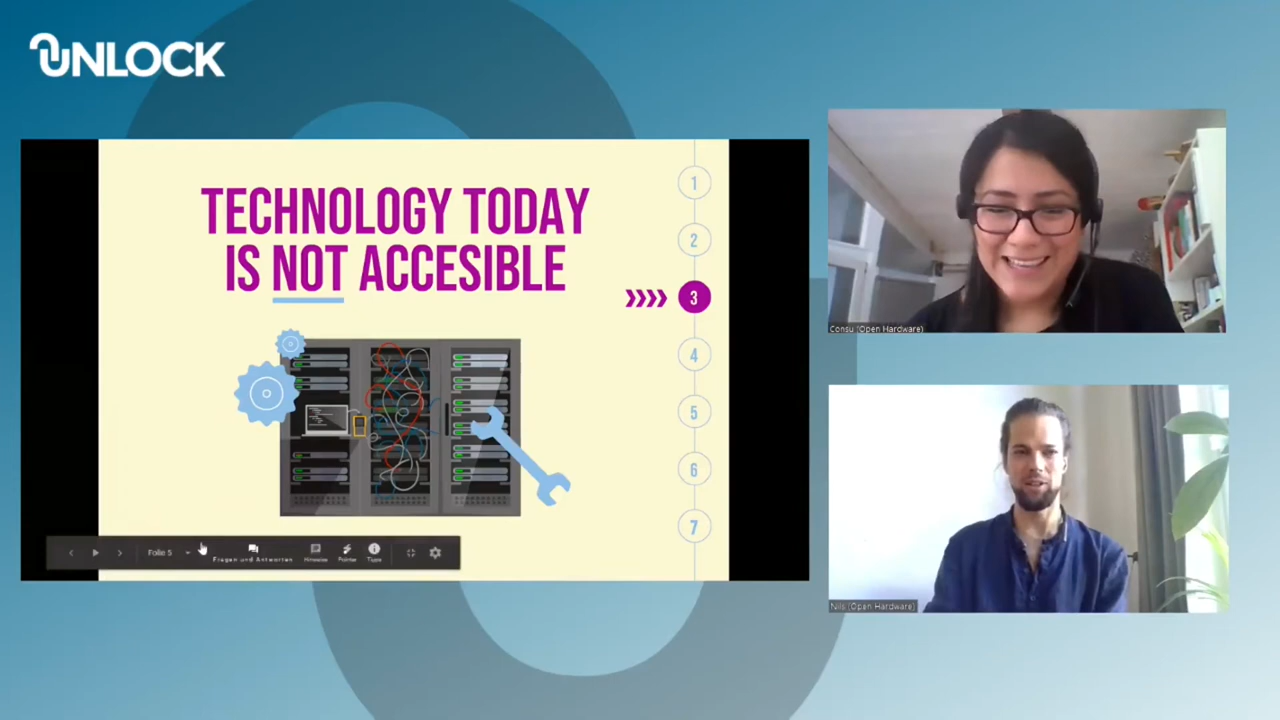 UNLOCK
TECHNOLOGY TODAY
IS NOT ACCESIBLE
1
2
3
4
5
6
7
Folie 5
Fragen und Antworten
Hinweise
Pointer
Tipps
Consu (Open Hardware)
Nils (Open Hardware)